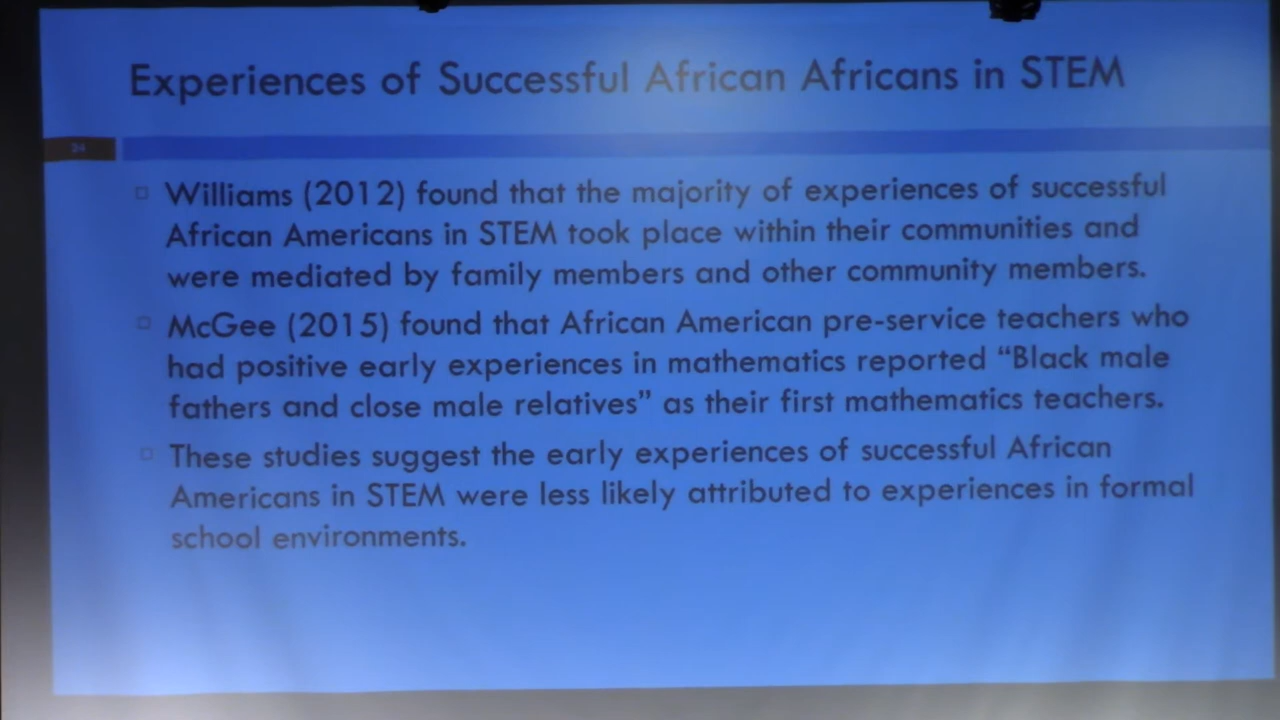 Experiences of Successful African Africans in STEM
34
Williams (2012) found that the majority of experiences of successful
African Americans in STEM took place within their communities and
were mediated by family members and other community members.
McGee (2015) found that African American pre-service teachers who
had positive early experiences in mathematics reported “Black male
fathers and close male relatives” as their first mathematics teachers.
These studies suggest the early experiences of successful African
Americans in STEM were less likely attributed to experiences in formal
school environments.